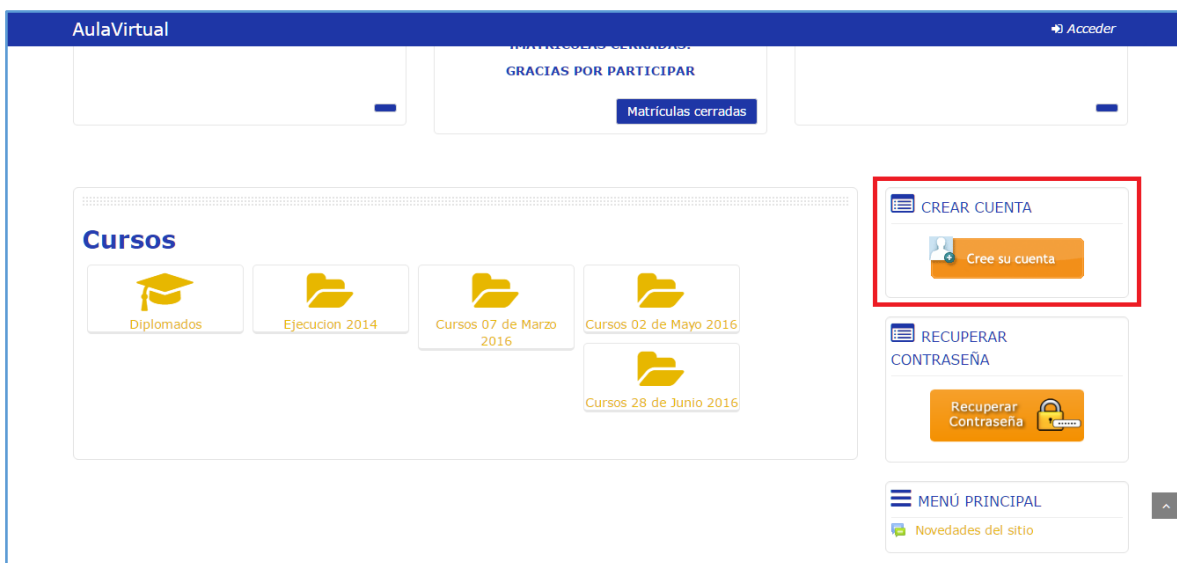 AulaVirtual
Acceder
¡MATRICULAS CERRADAS!
GRACIAS POR PARTICIPAR
Matrículas cerradas
Cursos
Diplomados
Ejecucion 2014
Cursos 07 de Marzo
2016
Cursos 02 de Mayo 2016
Cursos 28 de Junio 2016
CREAR CUENTA
Cree su cuenta
RECUPERAR
CONTRASEÑA
Recuperar
Contraseña
MENÚ PRINCIPAL
Novedades del sitio